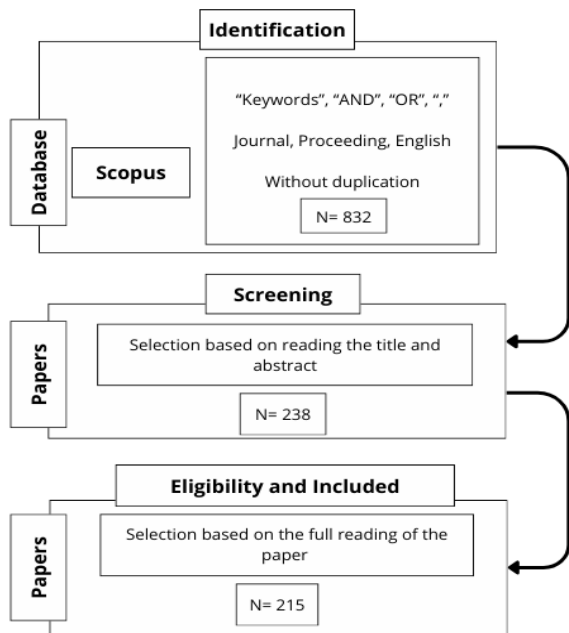 Identification
Database
Scopus
“Keywords”, “AND”, “OR”, “,”
Journal, Proceeding, English
Without duplication
N= 832
Screening
Papers
Selection based on reading the title and
abstract
N= 238
Eligibility and Included
Papers
Selection based on the full reading of the
paper
N= 215